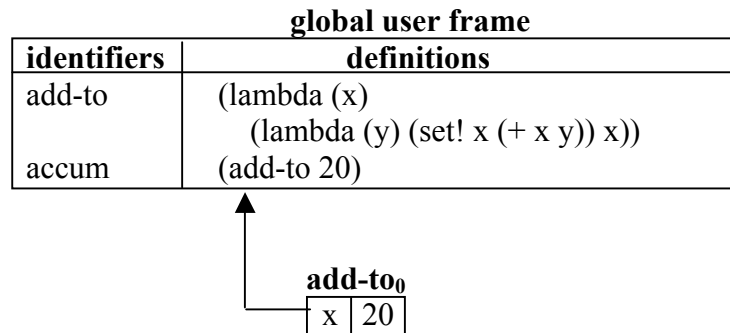 global user frame
identifiers definitions
add-to (lambda (x)
(lambda (y) (set! x (+ x y)) x))
accum (add-to 20)
add-to₀
x 20